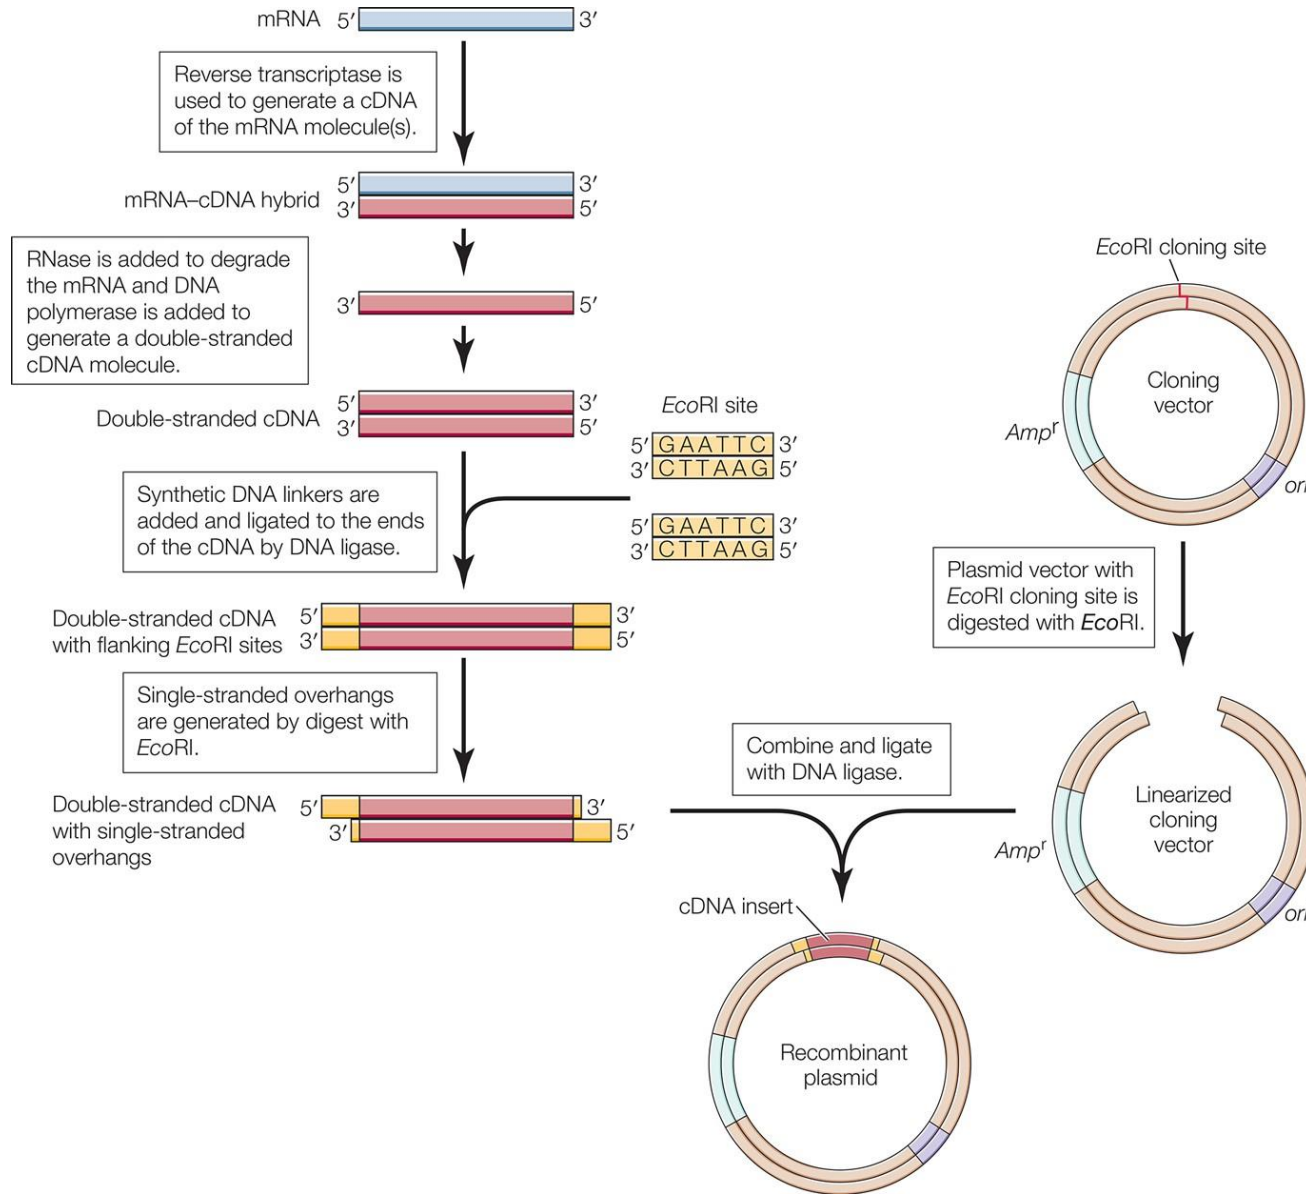 mRNA 5′ 3′
Reverse transcriptase is
used to generate a cDNA
of the mRNA molecule(s).
5′ 3′
mRNA–cDNA hybrid
3′ 5′
RNase is added to degrade
the mRNA and DNA
polymerase is added to
generate a double-stranded
cDNA molecule.
3′ 5′
5′ 3′
Double-stranded cDNA
3′ 5′
EcoRI site
5′ GAATTC 3′
3′ CTTAAG 5′
5′ GAATTC 3′
3′ CTTAAG 5′
Synthetic DNA linkers are
added and ligated to the ends
of the cDNA by DNA ligase.
Double-stranded cDNA
with flanking EcoRI sites
5′ 3′
3′ 5′
Single-stranded overhangs
are generated by digest with
EcoRI.
Double-stranded cDNA
with single-stranded
overhangs
5′ 3′
3′ 5′
EcoRI cloning site
Cloning
vector
Ampʳ
ori
Plasmid vector with
EcoRI cloning site is
digested with EcoRI.
Linearized
cloning
vector
Ampʳ
ori
Combine and ligate
with DNA ligase.
cDNA insert
Recombinant
plasmid